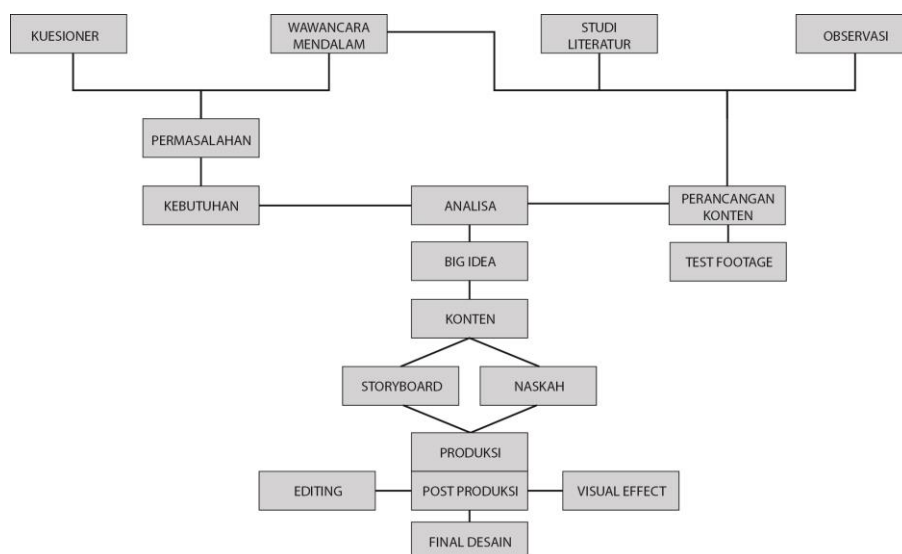 KUESIONER
WAWANCARA
MENDALAM
STUDI
LITERATUR
OBSERVASI
PERMASALAHAN
KEBUTUHAN
ANALISA
PERANCANGAN
KONTEN
BIG IDEA
TEST FOOTAGE
KONTEN
STORYBOARD
NASKAH
PRODUKSI
EDITING
POST PRODUKSI
VISUAL EFFECT
FINAL DESAIN